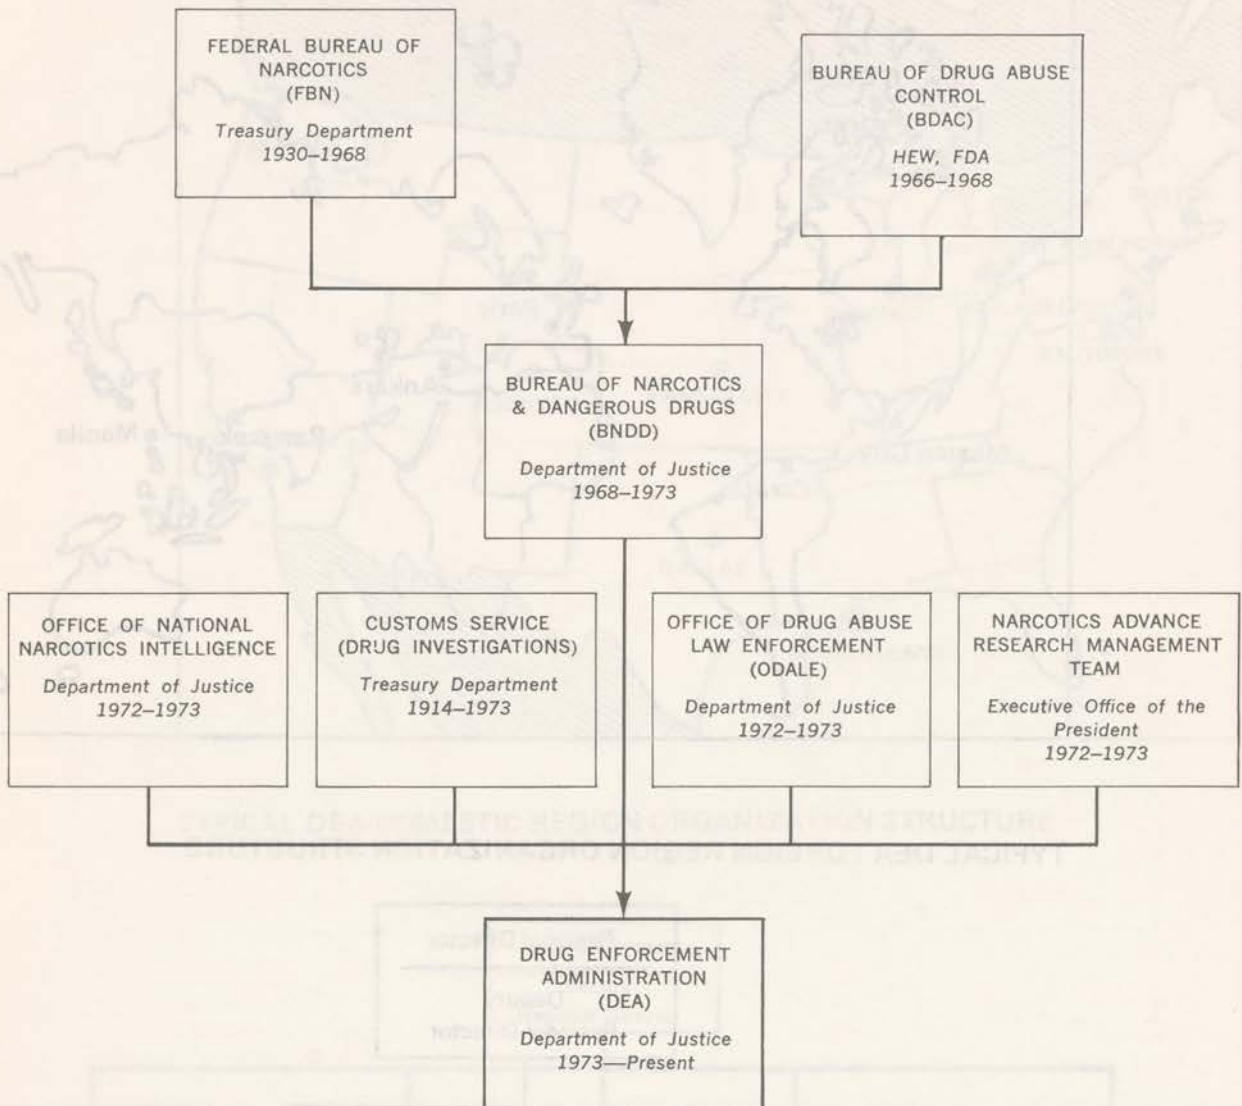 FEDERAL BUREAU OF
NARCOTICS
(FBN)
Treasury Department
1930–1968
BUREAU OF DRUG ABUSE
CONTROL
(BDAC)
HEW, FDA
1966–1968
BUREAU OF NARCOTICS
& DANGEROUS DRUGS
(BNDD)
Department of Justice
1968–1973
OFFICE OF NATIONAL
NARCOTICS INTELLIGENCE
Department of Justice
1972–1973
CUSTOMS SERVICE
(DRUG INVESTIGATIONS)
Treasury Department
1914–1973
OFFICE OF DRUG ABUSE
LAW ENFORCEMENT
(ODALE)
Department of Justice
1972–1973
NARCOTICS ADVANCE
RESEARCH MANAGEMENT
TEAM
Executive Office of the
President
1972–1973
DRUG ENFORCEMENT
ADMINISTRATION
(DEA)
Department of Justice
1973—Present